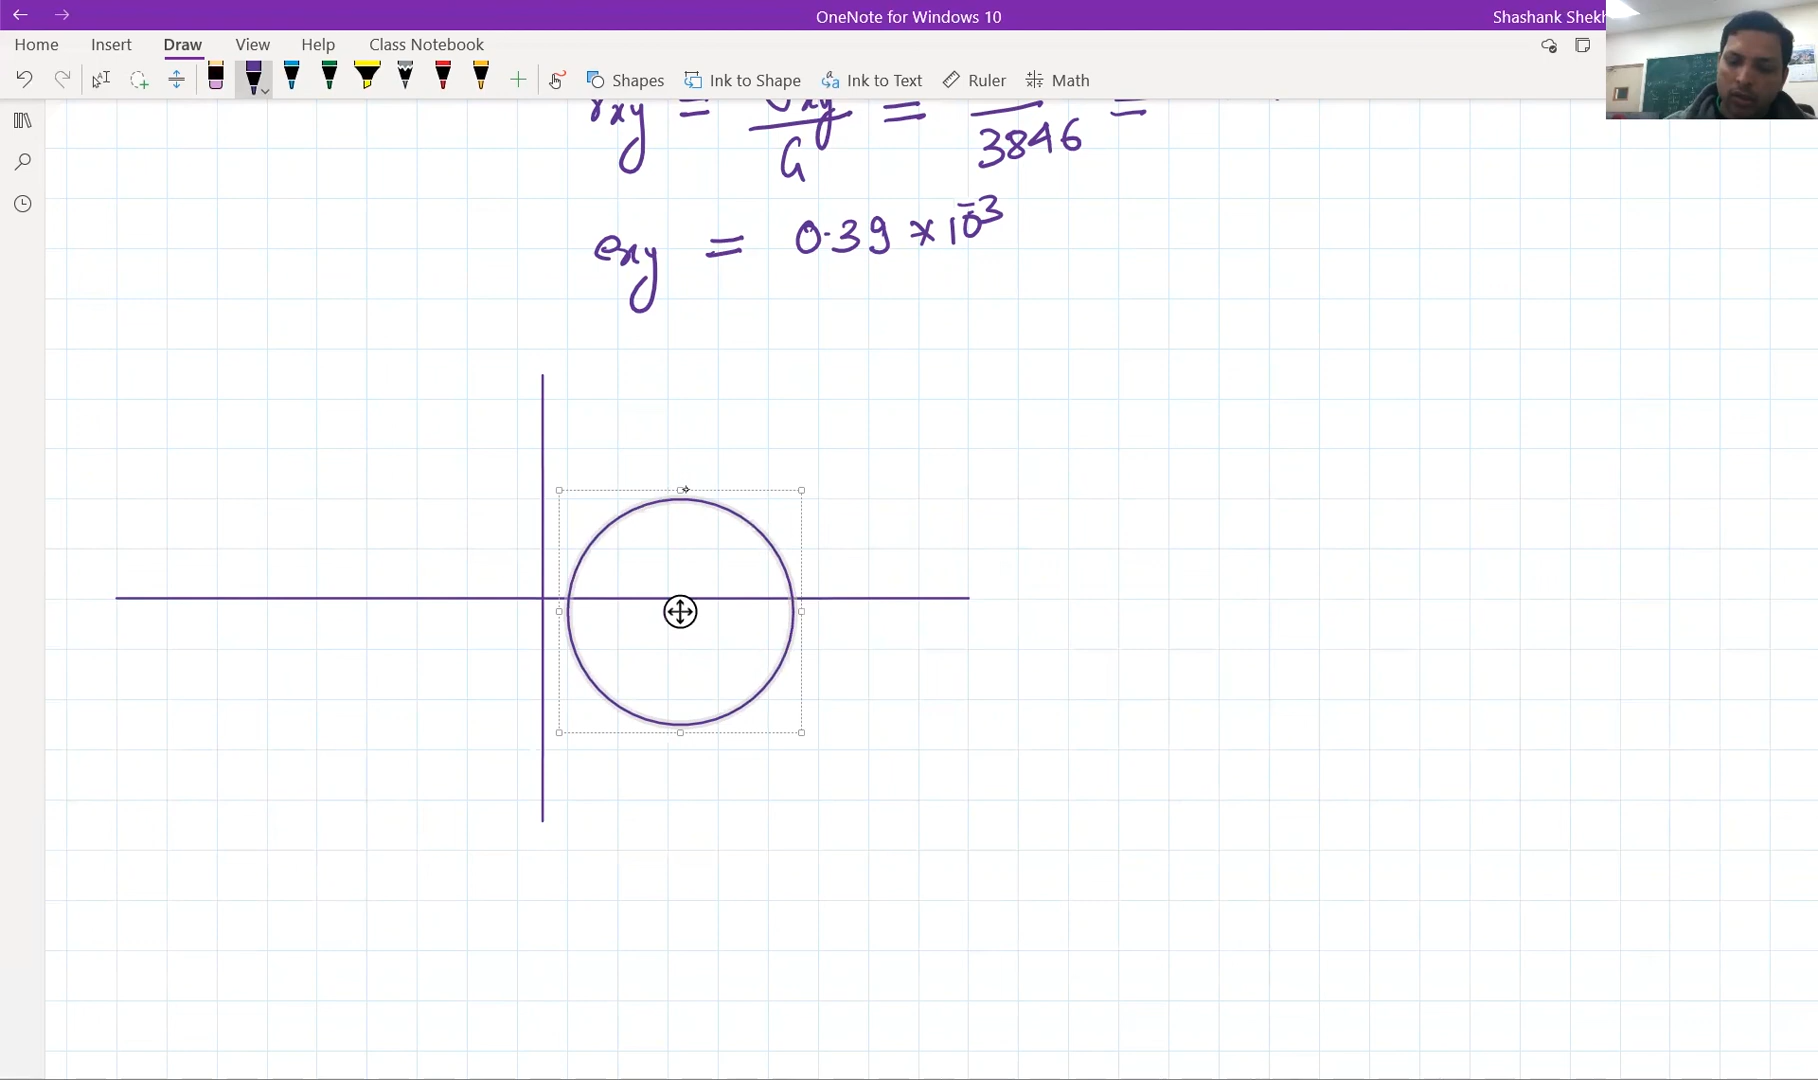 OneNote for Windows 10
Shashank Shekh
Home Insert Draw View Help Class Notebook
Shapes Ink to Shape Ink to Text Ruler Math
γxy = σxy/G = /3846 =
exy = 0.39 × 10⁻³